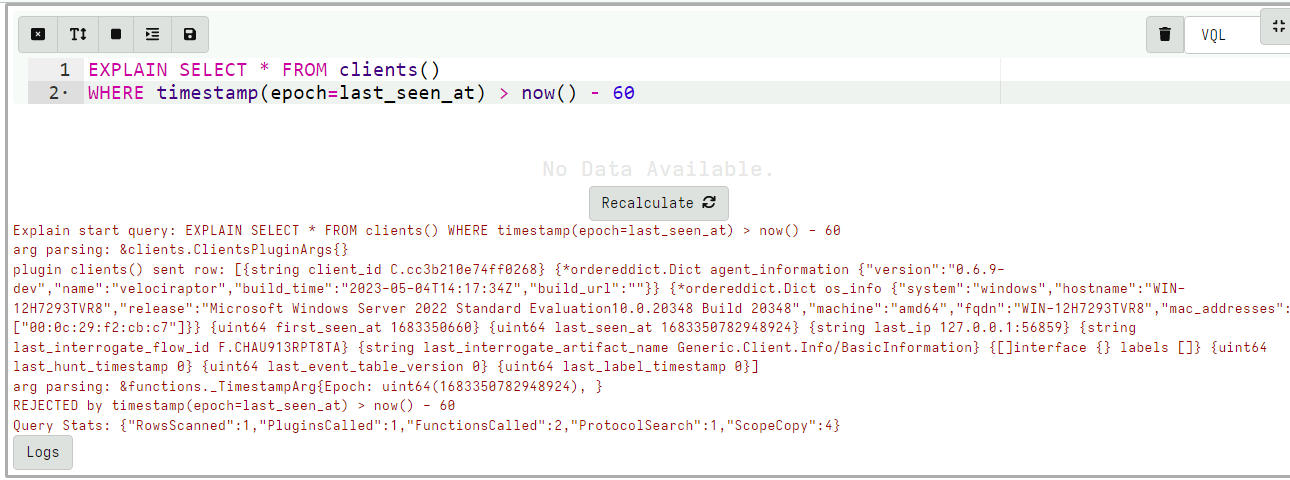 T↕
VQL
1 EXPLAIN SELECT * FROM clients()
2· WHERE timestamp(epoch=last_seen_at) > now() - 60
No Data Available.
Recalculate
Explain start query: EXPLAIN SELECT * FROM clients() WHERE timestamp(epoch=last_seen_at) > now() - 60
arg parsing: &clients.ClientsPluginArgs{}
plugin clients() sent row: [{string client_id C.cc3b210e74ff0268} {*ordereddict.Dict agent_information {"version":"0.6.9-
dev","name":"velociraptor","build_time":"2023-05-04T14:17:34Z","build_url":""}} {*ordereddict.Dict os_info {"system":"windows","hostname":"WIN-
12H7293TVR8","release":"Microsoft Windows Server 2022 Standard Evaluation10.0.20348 Build 20348","machine":"amd64","fqdn":"WIN-12H7293TVR8","mac_addresses":
["00:0c:29:f2:cb:c7"]}} {uint64 first_seen_at 1683350660} {uint64 last_seen_at 1683350782948924} {string last_ip 127.0.0.1:56859} {string
last_interrogate_flow_id F.CHAU913RPT8TA} {string last_interrogate_artifact_name Generic.Client.Info/BasicInformation} {[]interface {} labels []} {uint64
last_hunt_timestamp 0} {uint64 last_event_table_version 0} {uint64 last_label_timestamp 0}]
arg parsing: &functions._TimestampArg{Epoch: uint64(1683350782948924), }
REJECTED by timestamp(epoch=last_seen_at) > now() - 60
Query Stats: {"RowsScanned":1,"PluginsCalled":1,"FunctionsCalled":2,"ProtocolSearch":1,"ScopeCopy":4}
Logs